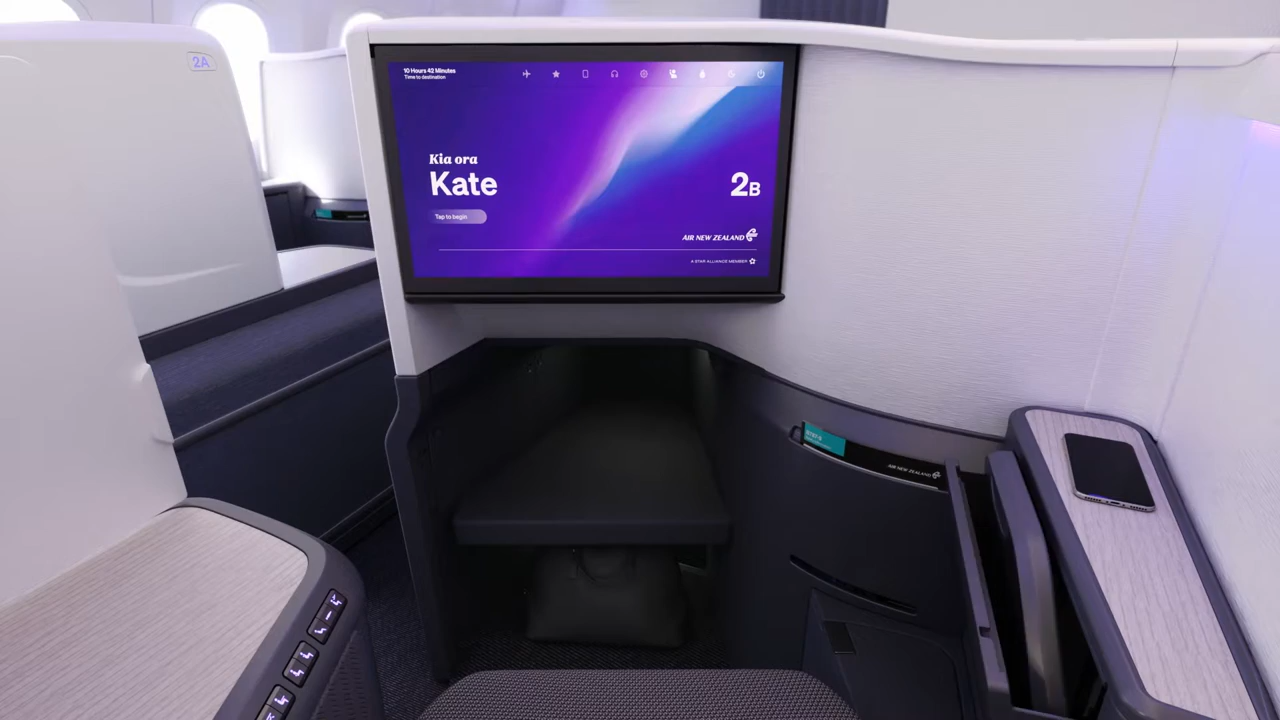 2A
10 Hours 42 Minutes
Time to destination
Kia ora
Kate
Tap to begin
2B
AIR NEW ZEALAND
A STAR ALLIANCE MEMBER
AIR NEW ZEALAND